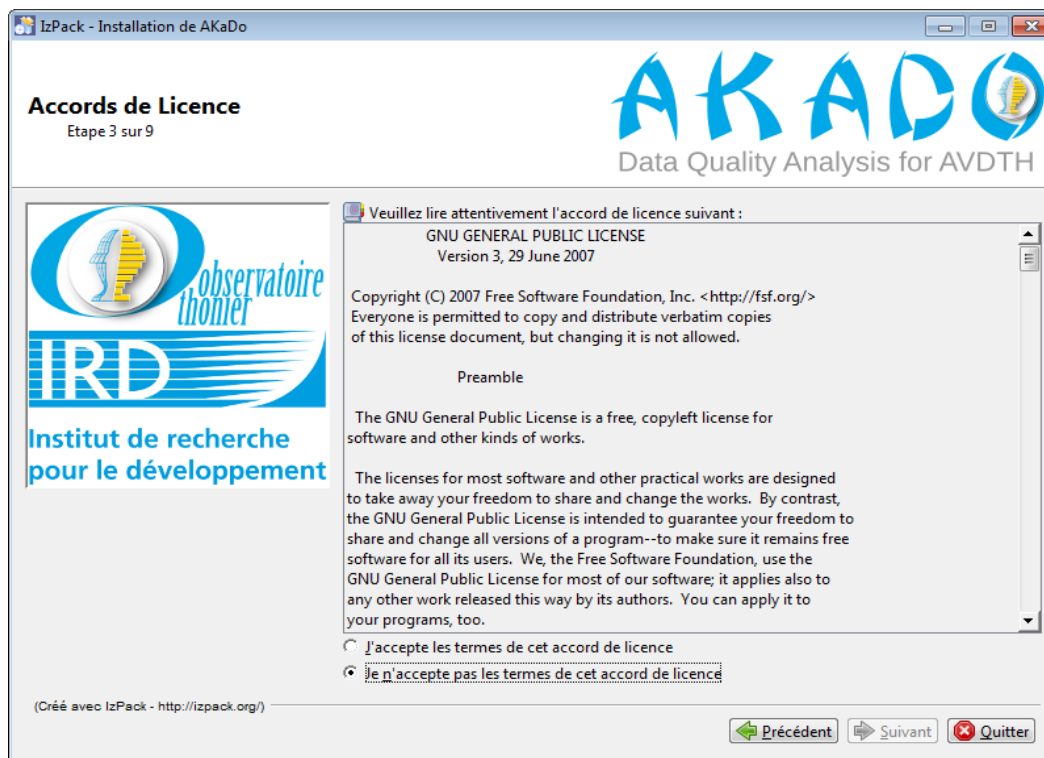 IzPack - Installation de AKaDo
Accords de Licence
Etape 3 sur 9
AKADO
Data Quality Analysis for AVDTH
Observatoire
thonier
IRD
Institut de recherche
pour le développement
Veuillez lire attentivement l'accord de licence suivant :
GNU GENERAL PUBLIC LICENSE
Version 3, 29 June 2007
Copyright (C) 2007 Free Software Foundation, Inc. <http://fsf.org/>
Everyone is permitted to copy and distribute verbatim copies
of this license document, but changing it is not allowed.
Preamble
The GNU General Public License is a free, copyleft license for
software and other kinds of works.
The licenses for most software and other practical works are designed
to take away your freedom to share and change the works.  By contrast,
the GNU General Public License is intended to guarantee your freedom to
share and change all versions of a program--to make sure it remains free
software for all its users.  We, the Free Software Foundation, use the
GNU General Public License for most of our software; it applies also to
any other work released this way by its authors.  You can apply it to
your programs, too.
J'accepte les termes de cet accord de licence
Je n'accepte pas les termes de cet accord de licence
(Créé avec IzPack - http://izpack.org/)
Précédent
Suivant
Quitter